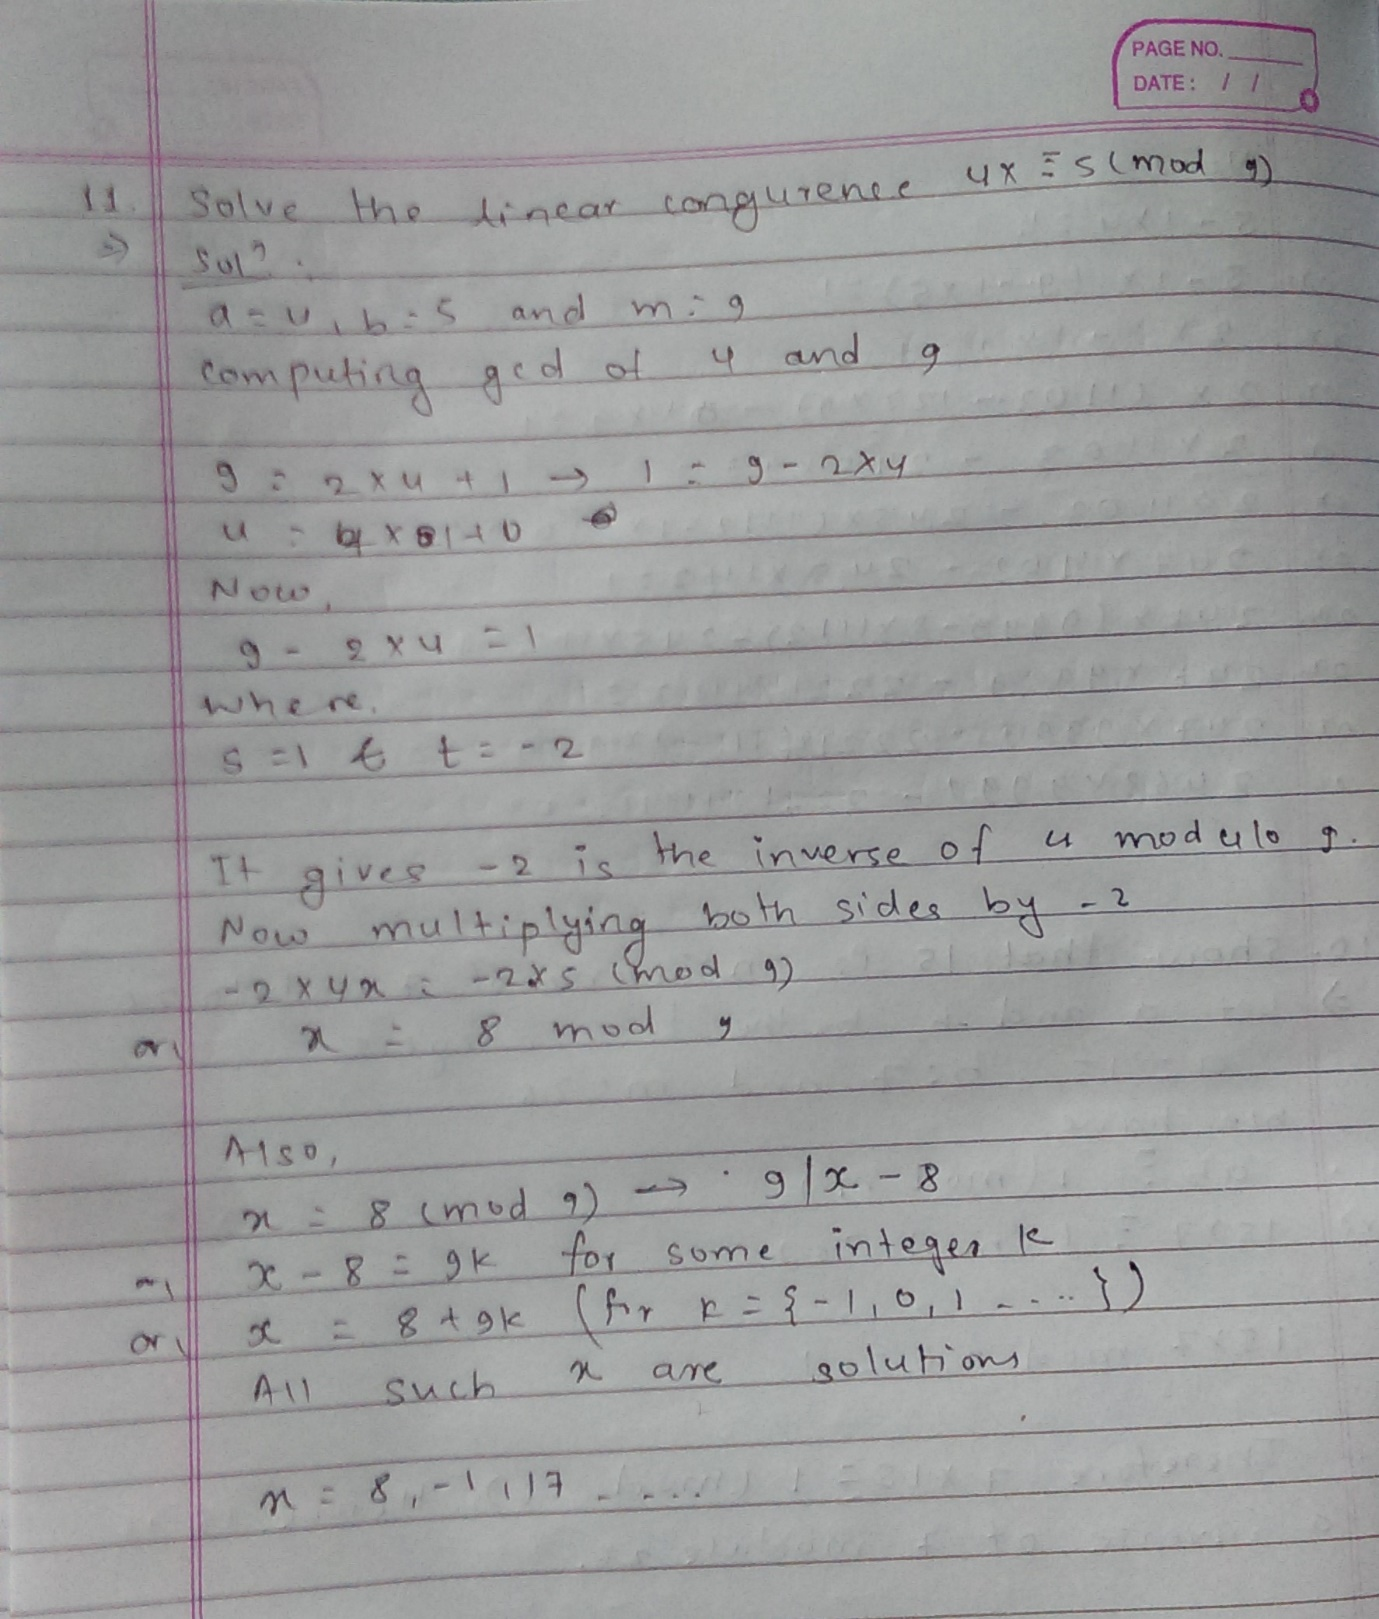 PAGE NO.
DATE: / /
11. Solve the linear congurence 4x ≡ 5 (mod 9)
⇒ Solⁿ.
a = 4, b = 5 and m = 9
computing gcd of 4 and 9
9 = 2 × 4 + 1 → 1 = 9 - 2 × 4
4 = 4 × 1 + 0
Now,
9 - 2 × 4 = 1
where,
s = 1 & t = -2
It gives -2 is the inverse of 4 modulo 9.
Now multiplying both sides by -2
-2 × 4x = -2 × 5 (mod 9)
or, x = 8 mod 9
Also,
x = 8 (mod 9) → 9 | x - 8
or, x - 8 = 9k for some integer k
or, x = 8 + 9k (for k = {-1, 0, 1 ....})
All such x are solutions
x = 8, -1, 17 .....